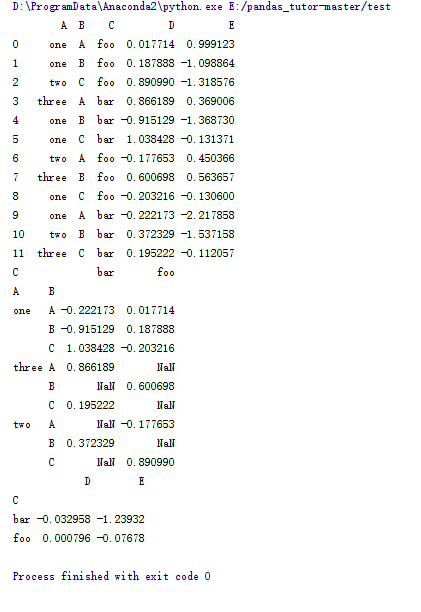 D:\ProgramData\Anaconda2\python.exe E:/pandas_tutor-master/test
A B C D E
0 one A foo 0.017714 0.999123
1 one B foo 0.187888 -1.098864
2 two C foo 0.890990 -1.318576
3 three A bar 0.866189 0.369006
4 one B bar -0.915129 -1.368730
5 one C bar 1.038428 -0.131371
6 two A foo -0.177653 0.450366
7 three B foo 0.600698 0.563657
8 one C foo -0.203216 -0.130600
9 one A bar -0.222173 -2.217858
10 two B bar 0.372329 -1.537158
11 three C bar 0.195222 -0.112057
C bar foo
A B
one A -0.222173 0.017714
B -0.915129 0.187888
C 1.038428 -0.203216
three A 0.866189 NaN
B NaN 0.600698
C 0.195222 NaN
two A NaN -0.177653
B 0.372329 NaN
C NaN 0.890990
D E
C
bar -0.032958 -1.23932
foo 0.000796 -0.07678
Process finished with exit code 0